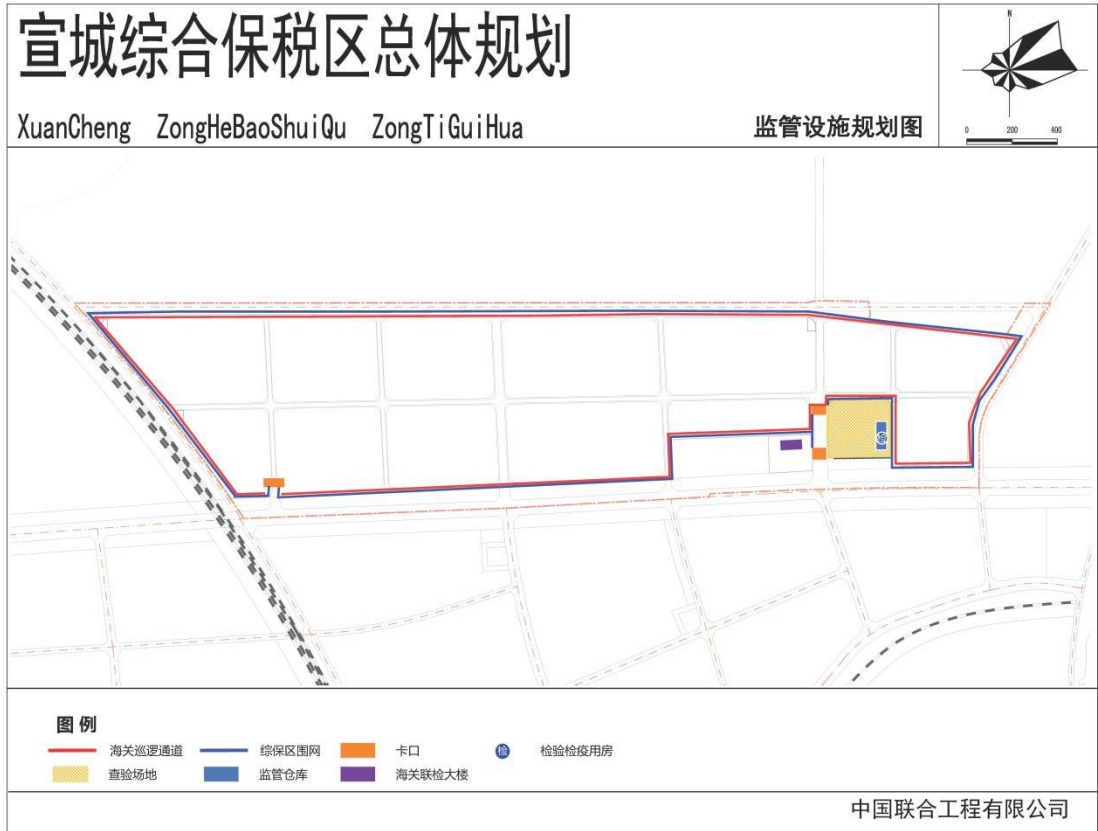 宣城综合保税区总体规划
XuanCheng ZongHeBaoShuiQu ZongTiGuiHua
监管设施规划图
N
0 200 400
检
图例
海关巡逻通道 综保区围网 卡口 检 检验检疫用房
查验场地 监管仓库 海关联检大楼
中国联合工程有限公司